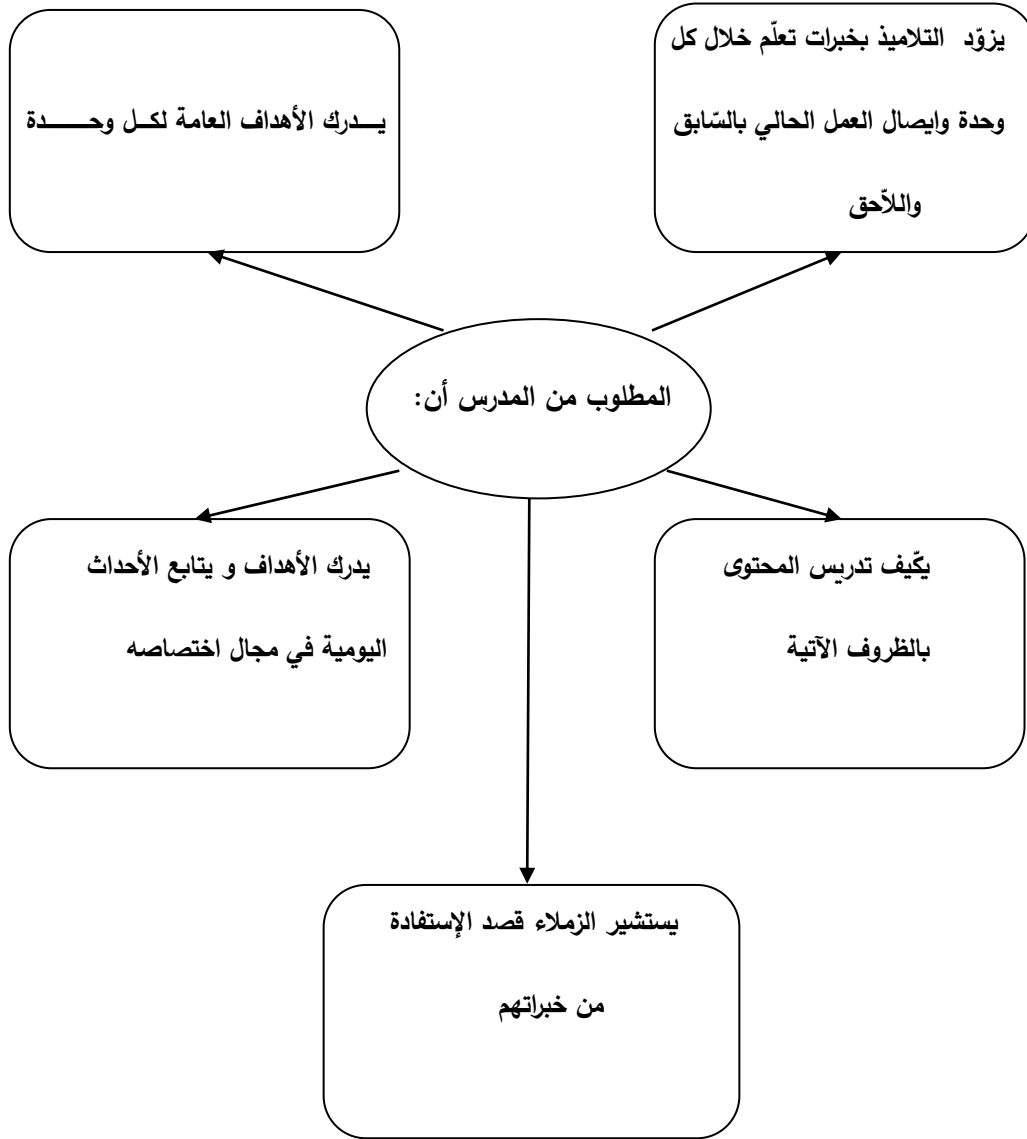 يزوّد التلاميذ بخبرات تعلّم خلال كل
وحدة وايصال العمل الحالي بالسّابق
واللاّحق
يــدرك الأهداف العامة لكــل وحـــــدة
المطلوب من المدرس أن:
يكّيف تدريس المحتوى
بالظروف الآتية
يدرك الأهداف و يتابع الأحداث
اليومية في مجال اختصاصه
يستشير الزملاء قصد الإستفادة
من خبراتهم